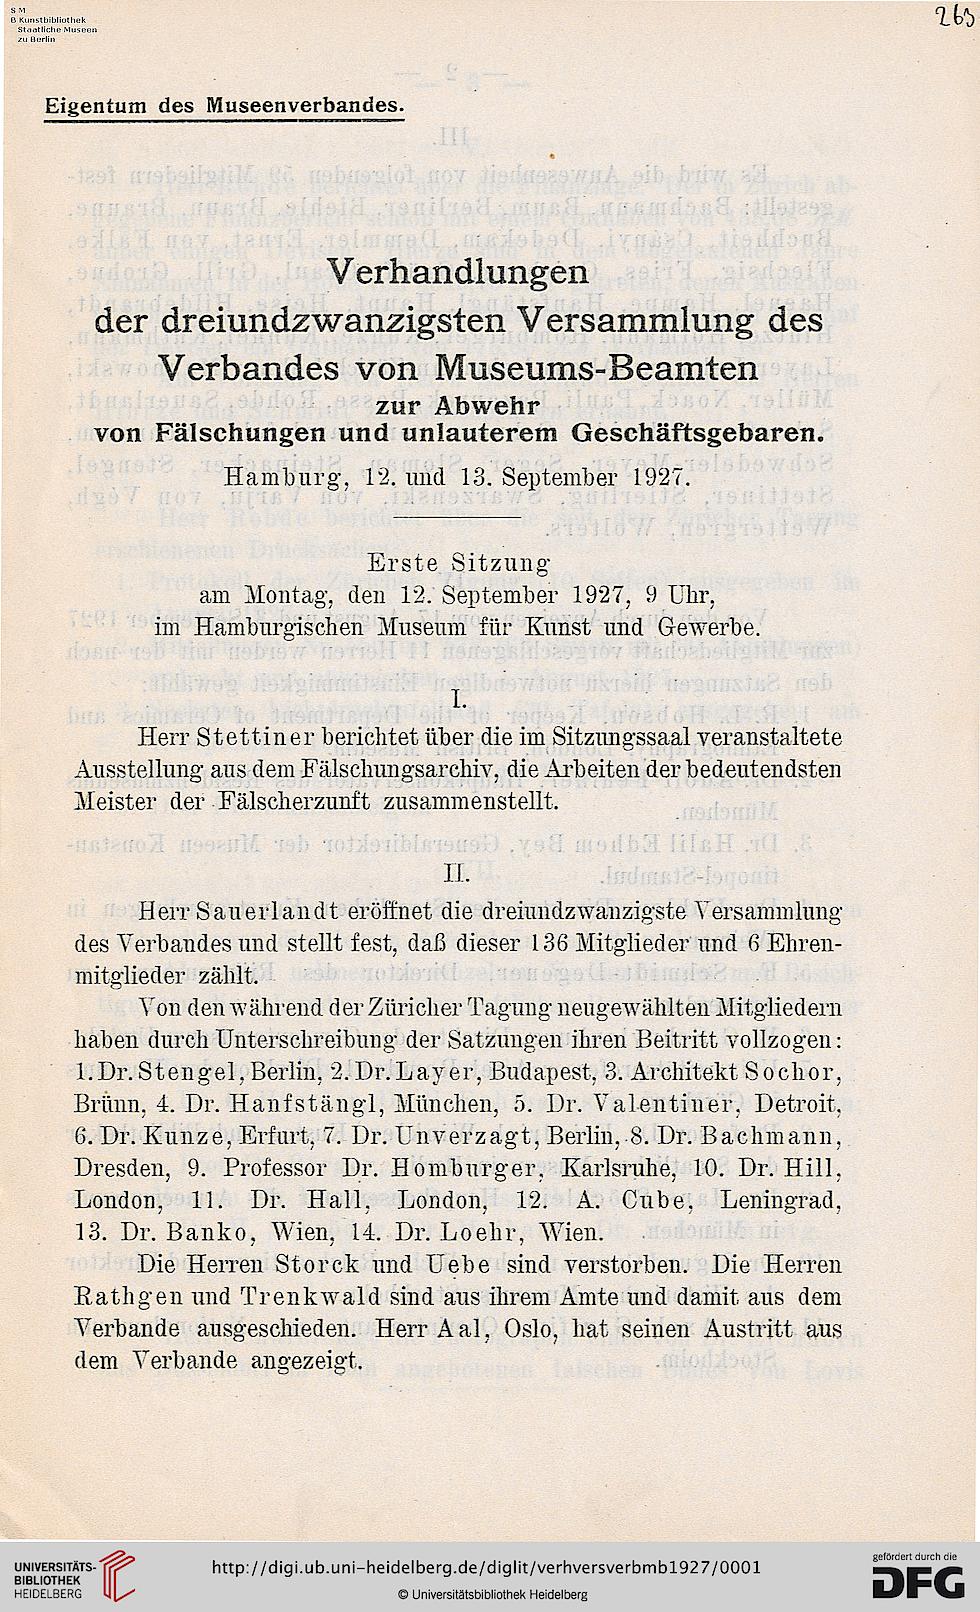 S M
B Kunstbibliothek
Staatliche Museen
zu Berlin
263
Eigentum des Museenverbandes.
Verhandlungen
der dreiundzwanzigsten Versammlung des
Verbandes von Museums-Beamten
zur Abwehr
von Fälschungen und unlauterem Geschäftsgebaren.
Hamburg, 12. und 13. September 1927.
Erste Sitzung
am Montag, den 12. September 1927, 9 Uhr,
im Hamburgischen Museum für Kunst und Gewerbe.
I.
Herr Stettiner berichtet über die im Sitzungssaal veranstaltete
Ausstellung aus dem Fälschungsarchiv, die Arbeiten der bedeutendsten
Meister der Fälscherzunft zusammenstellt.
II.
Herr Sauerlandt eröffnet die dreiundzwanzigste Versammlung
des Verbandes und stellt fest, daß dieser 136 Mitglieder und 6 Ehren-
mitglieder zählt.
Von den während der Züricher Tagung neugewählten Mitgliedern
haben durch Unterschreibung der Satzungen ihren Beitritt vollzogen:
1. Dr. Stengel, Berlin, 2. Dr. Layer, Budapest, 3. Architekt Sochor,
Brünn, 4. Dr. Hanfstängl, München, 5. Dr. Valentiner, Detroit,
6. Dr. Kunze, Erfurt, 7. Dr. Unverzagt, Berlin, 8. Dr. Bachmann,
Dresden, 9. Professor Dr. Homburger, Karlsruhe, 10. Dr. Hill,
London, 11. Dr. Hall, London, 12. A. Cube, Leningrad,
13. Dr. Banko, Wien, 14. Dr. Loehr, Wien.
Die Herren Storck und Uebe sind verstorben. Die Herren
Rathgen und Trenkwald sind aus ihrem Amte und damit aus dem
Verbande ausgeschieden. Herr Aal, Oslo, hat seinen Austritt aus
dem Verbande angezeigt.
UNIVERSITÄTS-
BIBLIOTHEK
HEIDELBERG
http://digi.ub.uni-heidelberg.de/diglit/verhversverbmb1927/0001
© Universitätsbibliothek Heidelberg
gefördert durch die
DFG